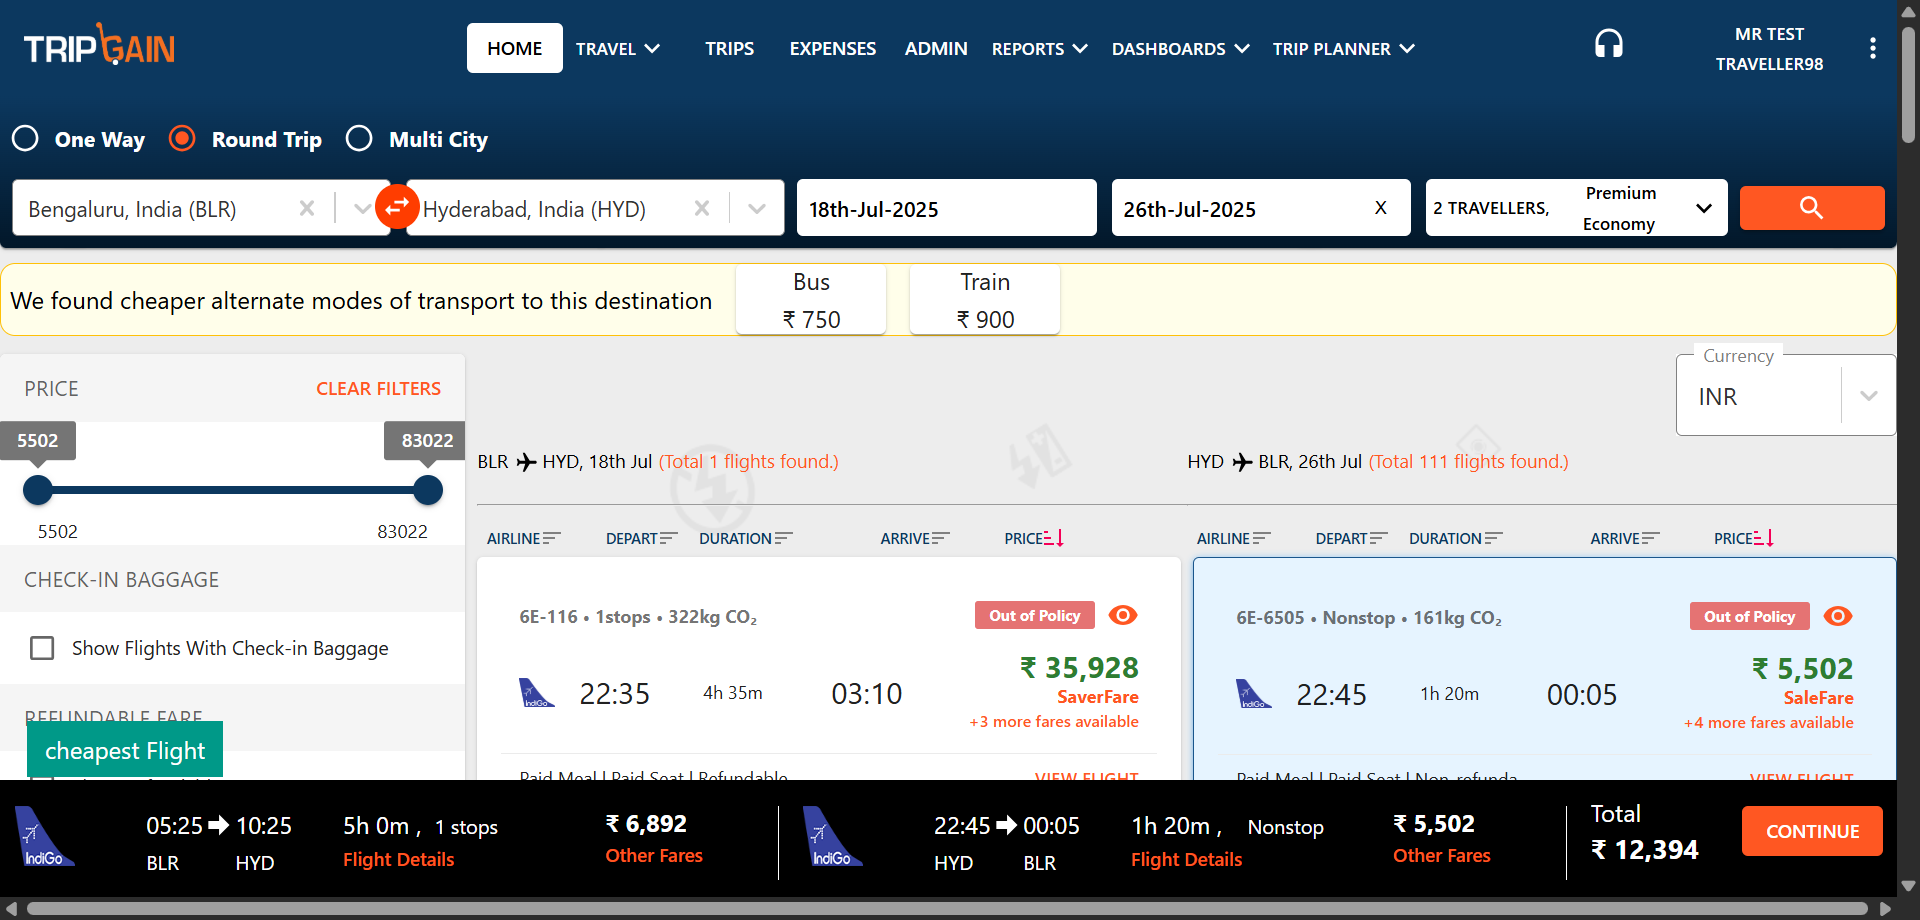 TRIPGAIN
HOME
TRAVEL
TRIPS
EXPENSES
ADMIN
REPORTS
DASHBOARDS
TRIP PLANNER
MR TEST
TRAVELLER98
One Way
Round Trip
Multi City
Bengaluru, India (BLR)
Hyderabad, India (HYD)
18th-Jul-2025
26th-Jul-2025
X
2 TRAVELLERS,
Premium
Economy
We found cheaper alternate modes of transport to this destination
Bus
₹ 750
Train
₹ 900
PRICE
CLEAR FILTERS
5502
83022
5502
83022
CHECK-IN BAGGAGE
Show Flights With Check-in Baggage
REFUNDABLE FARE
cheapest Flight
Currency
INR
BLR HYD, 18th Jul (Total 1 flights found.)
AIRLINE DEPART DURATION ARRIVE PRICE
6E-116 • 1stops • 322kg CO₂
Out of Policy
₹ 35,928
IndiGo
22:35
4h 35m
03:10
SaverFare
+3 more fares available
Paid Meal | Paid Seat | Refundable
VIEW FLIGHT
HYD BLR, 26th Jul (Total 111 flights found.)
AIRLINE DEPART DURATION ARRIVE PRICE
6E-6505 • Nonstop • 161kg CO₂
Out of Policy
₹ 5,502
IndiGo
22:45
1h 20m
00:05
SaleFare
+4 more fares available
Paid Meal | Paid Seat | Non-refunda
VIEW FLIGHT
IndiGo
05:25 10:25
BLR HYD
5h 0m , 1 stops
Flight Details
₹ 6,892
Other Fares
IndiGo
22:45 00:05
HYD BLR
1h 20m , Nonstop
Flight Details
₹ 5,502
Other Fares
Total
₹ 12,394
CONTINUE